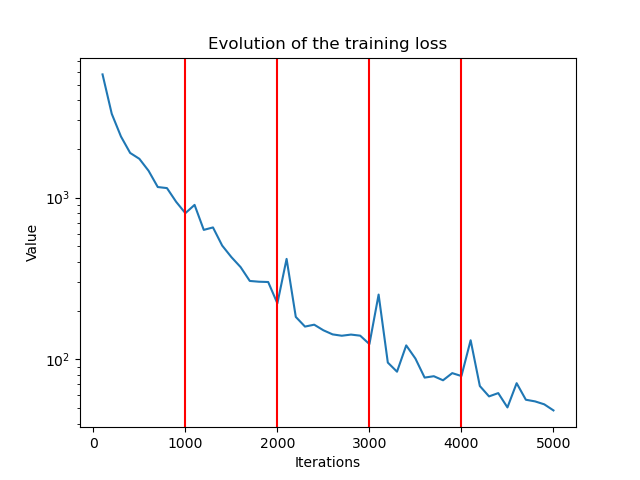 Evolution of the training loss
Value
10³
10²
0 1000 2000 3000 4000 5000
Iterations